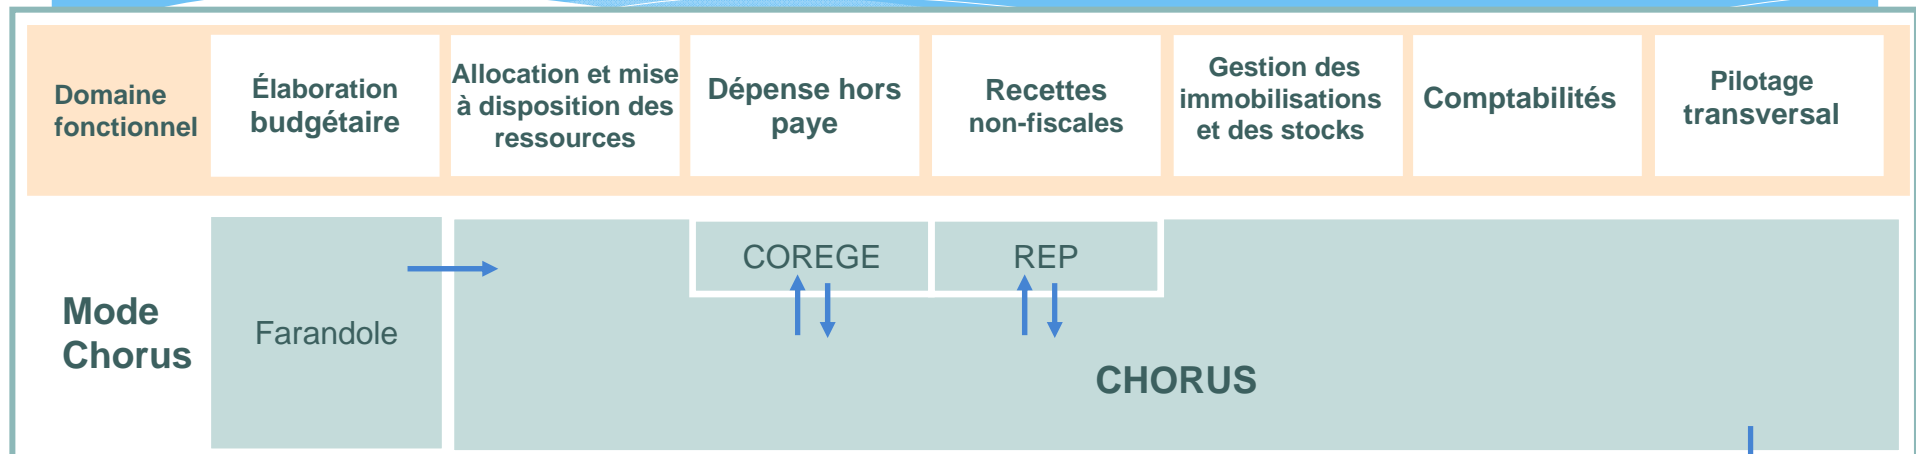 Domaine
fonctionnel
Élaboration
budgétaire
Allocation et mise
à disposition des
ressources
Dépense hors
paye
Recettes
non-fiscales
Gestion des
immobilisations
et des stocks
Comptabilités
Pilotage
transversal
Mode
Chorus
Farandole
COREGE
REP
CHORUS